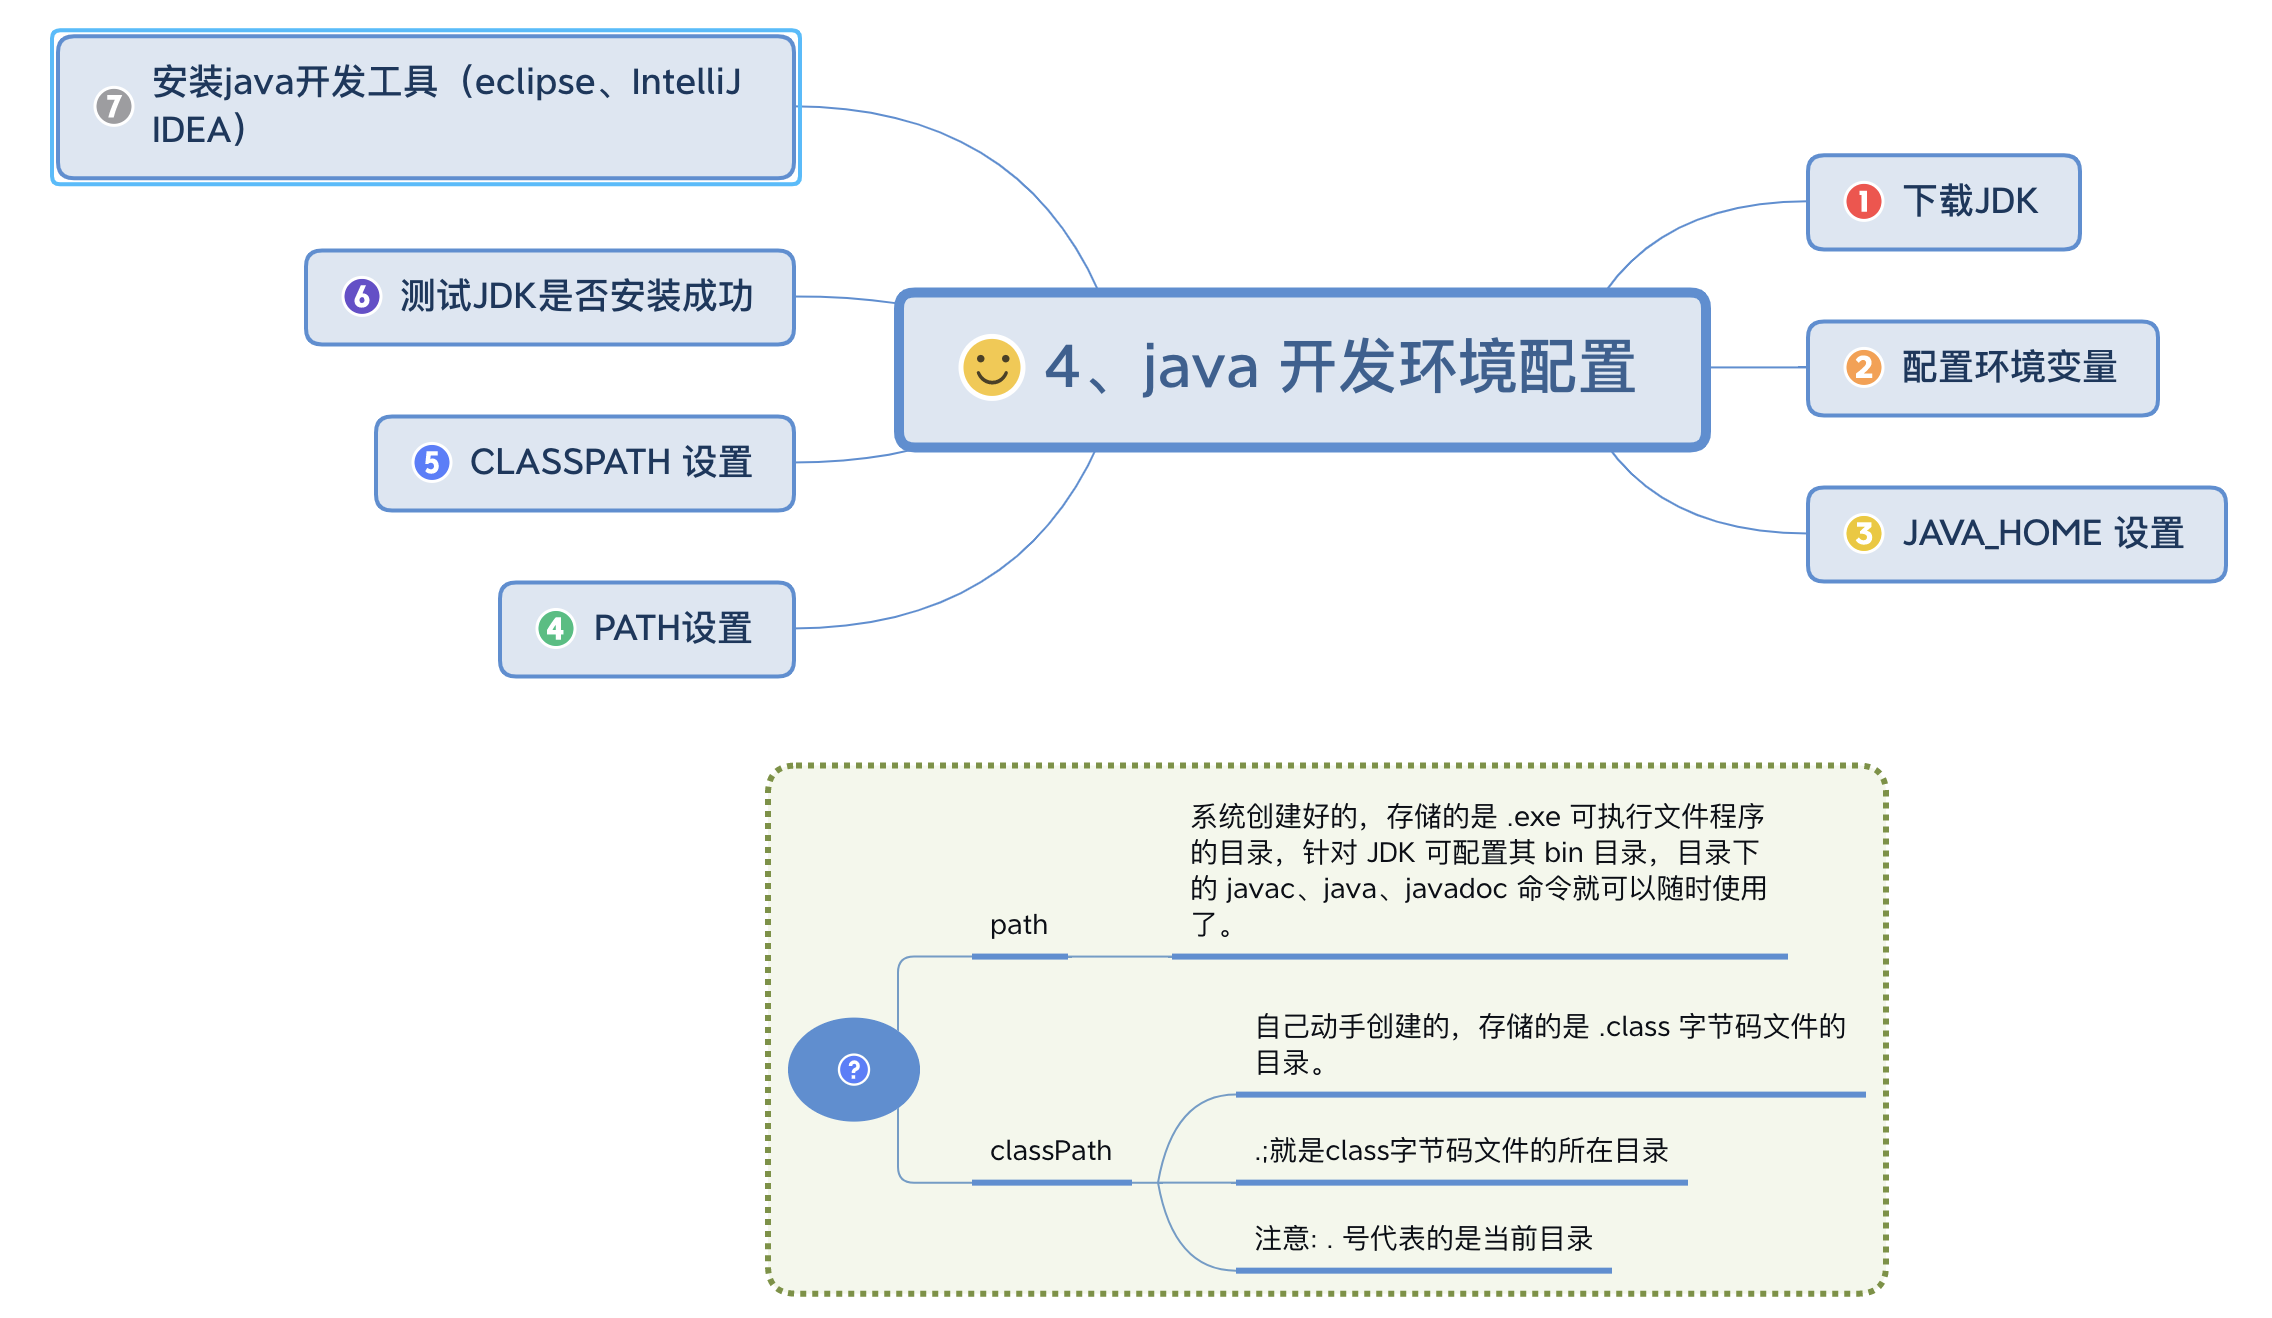 4、java 开发环境配置
1 下载JDK
2 配置环境变量
3 JAVA_HOME 设置
4 PATH设置
5 CLASSPATH 设置
6 测试JDK是否安装成功
7 安装java开发工具（eclipse、IntelliJ
IDEA）
?
path
系统创建好的，存储的是 .exe 可执行文件程序
的目录，针对 JDK 可配置其 bin 目录，目录下
的 javac、java、javadoc 命令就可以随时使用
了。
classPath
自己动手创建的，存储的是 .class 字节码文件的
目录。
.;就是class字节码文件的所在目录
注意: . 号代表的是当前目录